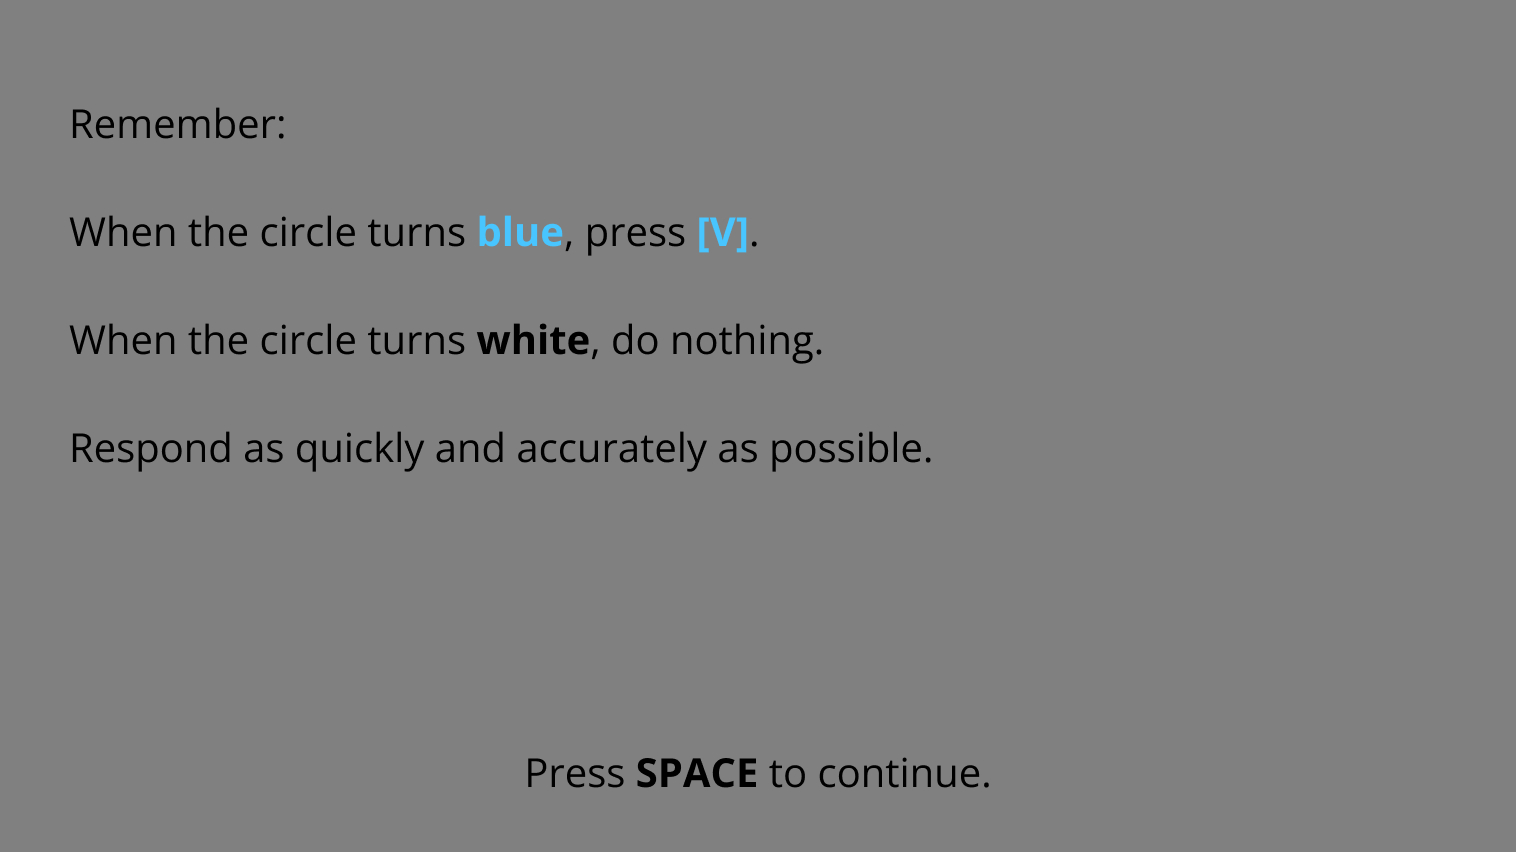 Remember:
When the circle turns blue, press [V].
When the circle turns white, do nothing.
Respond as quickly and accurately as possible.
Press SPACE to continue.